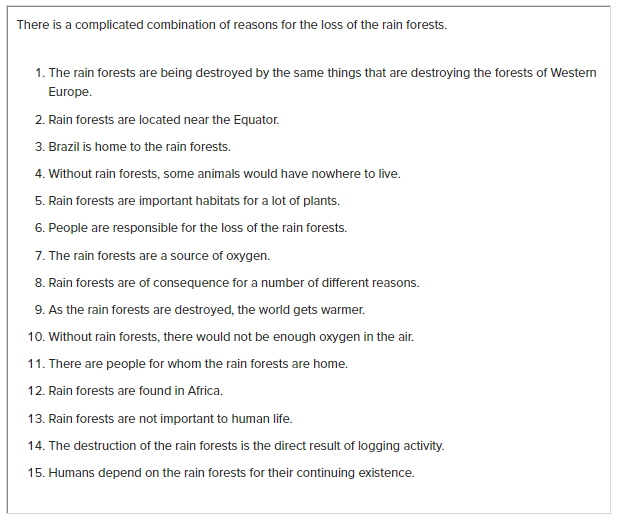 There is a complicated combination of reasons for the loss of the rain forests.
1. The rain forests are being destroyed by the same things that are destroying the forests of Western
Europe.
2. Rain forests are located near the Equator.
3. Brazil is home to the rain forests.
4. Without rain forests, some animals would have nowhere to live.
5. Rain forests are important habitats for a lot of plants.
6. People are responsible for the loss of the rain forests.
7. The rain forests are a source of oxygen.
8. Rain forests are of consequence for a number of different reasons.
9. As the rain forests are destroyed, the world gets warmer.
10. Without rain forests, there would not be enough oxygen in the air.
11. There are people for whom the rain forests are home.
12. Rain forests are found in Africa.
13. Rain forests are not important to human life.
14. The destruction of the rain forests is the direct result of logging activity.
15. Humans depend on the rain forests for their continuing existence.